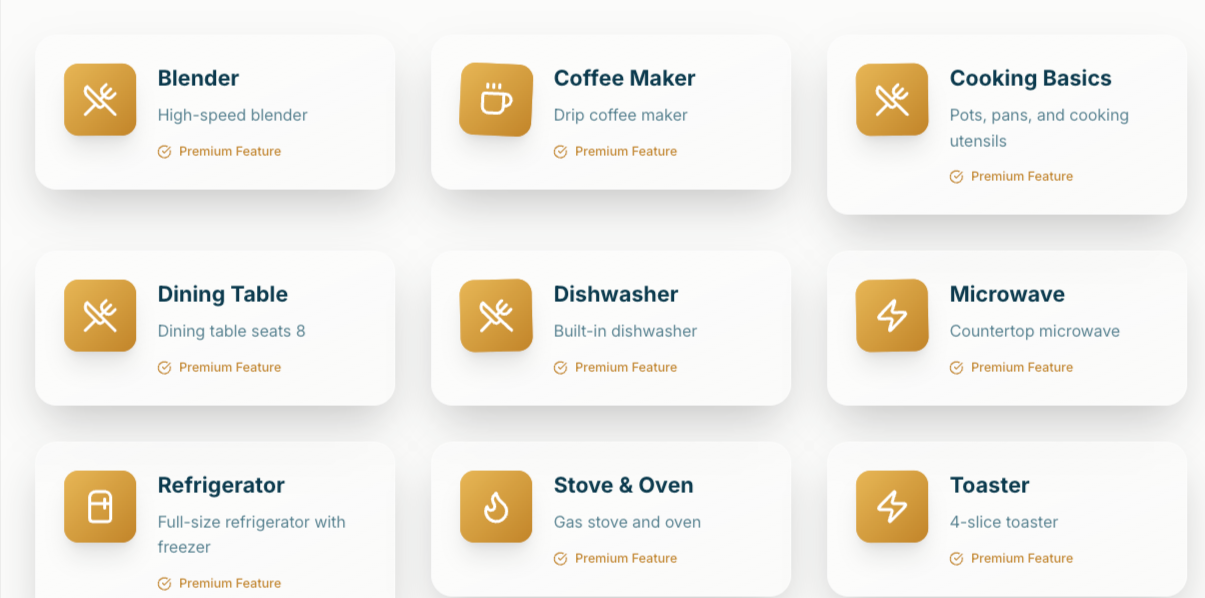 Blender
High-speed blender
Premium Feature
Coffee Maker
Drip coffee maker
Premium Feature
Cooking Basics
Pots, pans, and cooking
utensils
Premium Feature
Dining Table
Dining table seats 8
Premium Feature
Dishwasher
Built-in dishwasher
Premium Feature
Microwave
Countertop microwave
Premium Feature
Refrigerator
Full-size refrigerator with
freezer
Premium Feature
Stove & Oven
Gas stove and oven
Premium Feature
Toaster
4-slice toaster
Premium Feature